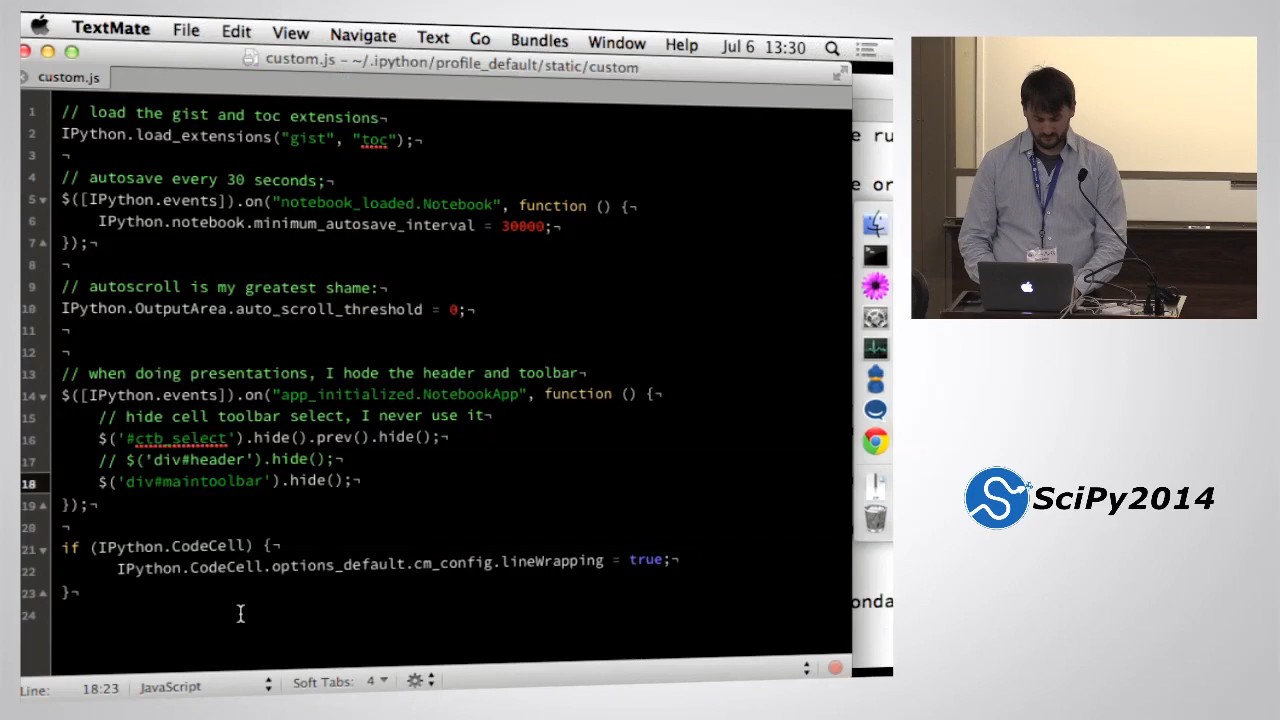 TextMate File Edit View Navigate Text Go Bundles Window Help Jul 6 13:30
custom.js - ~/.ipython/profile_default/static/custom
custom.js
1 // load the gist and toc extensions¬
2 IPython.load_extensions("gist", "toc");¬
3 ¬
4 // autosave every 30 seconds;¬
5 $([IPython.events]).on("notebook_loaded.Notebook", function () {¬
6 IPython.notebook.minimum_autosave_interval = 30000;¬
7 });¬
8 ¬
9 // autoscroll is my greatest shame:¬
10 IPython.OutputArea.auto_scroll_threshold = 0;¬
11 ¬
12 ¬
13 // when doing presentations, I hode the header and toolbar¬
14 $([IPython.events]).on("app_initialized.NotebookApp", function () {¬
15 // hide cell toolbar select, I never use it¬
16 $('#ctb_select').hide().prev().hide();¬
17 // $('div#header').hide();¬
18 $('div#maintoolbar').hide();¬
19 });¬
20 ¬
21 if (IPython.CodeCell) {¬
22 IPython.CodeCell.options_default.cm_config.lineWrapping = true;¬
23 }¬
24
Line: 18:23 JavaScript Soft Tabs: 4
e ru
e or
onda
SciPy2014